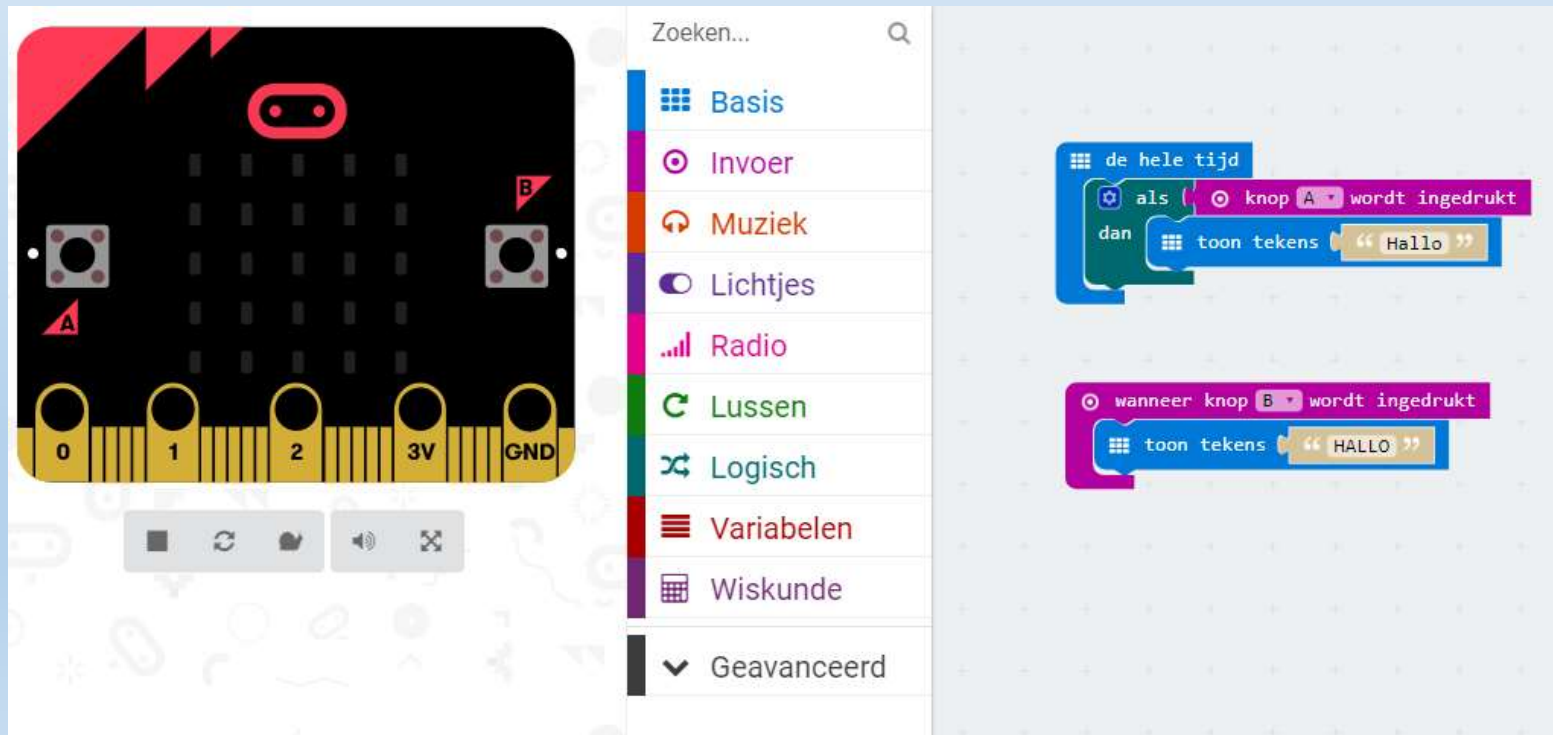 B
A
0 1 2 3V GND
Zoeken...
Basis
Invoer
Muziek
Lichtjes
Radio
Lussen
Logisch
Variabelen
Wiskunde
Geavanceerd
de hele tijd
als knop A wordt ingedrukt
dan toon tekens “ Hallo ”
wanneer knop B wordt ingedrukt
toon tekens “ HALLO ”